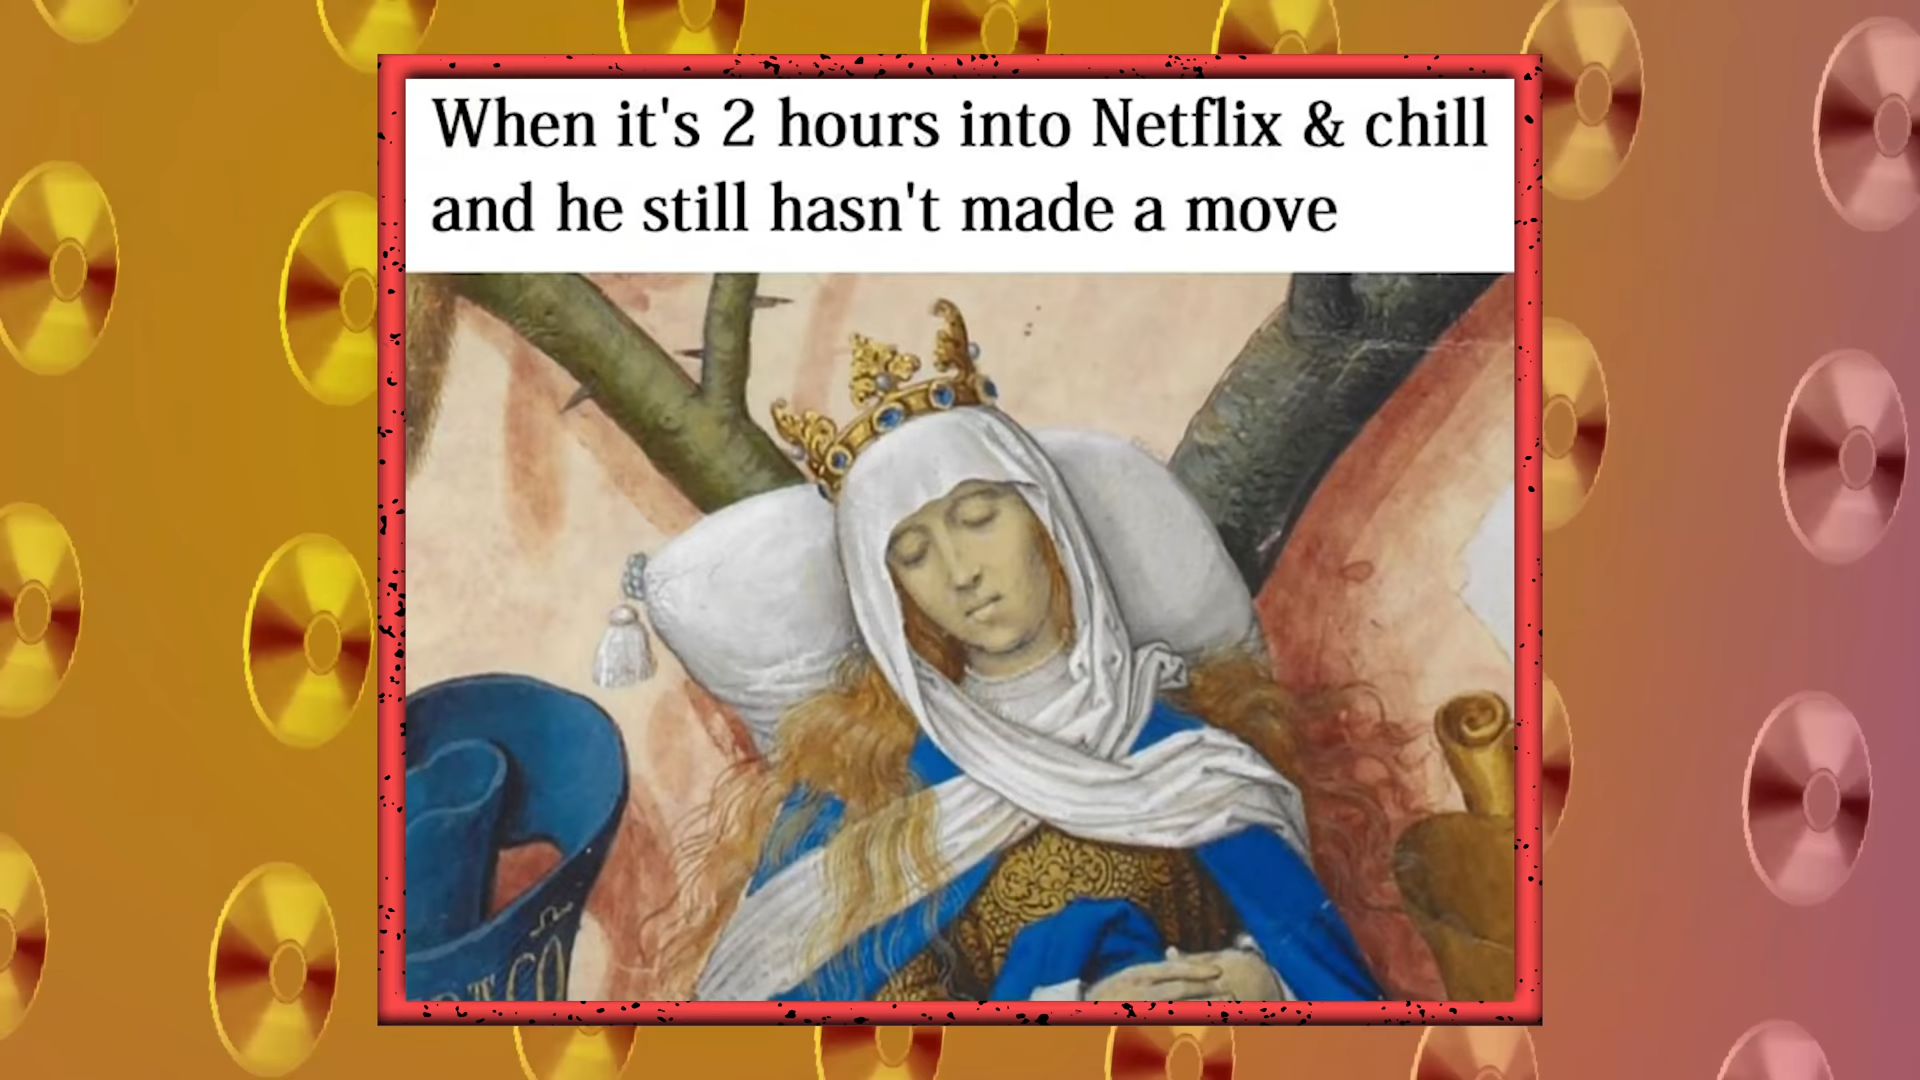 When it's 2 hours into Netflix & chill
and he still hasn't made a move